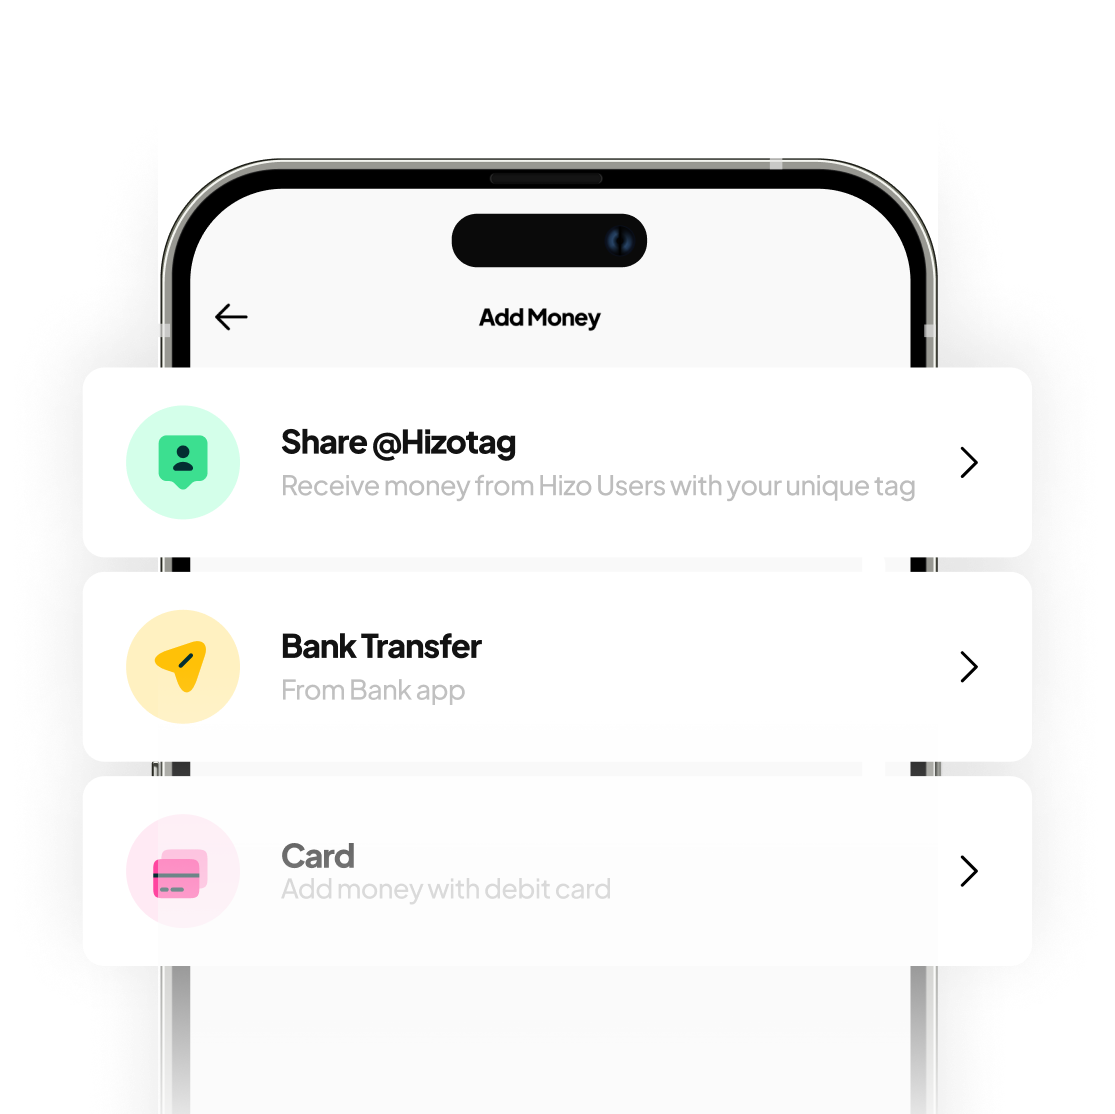 Add Money
Share @Hizotag
Receive money from Hizo Users with your unique tag
Bank Transfer
From Bank app
Card
Add money with debit card